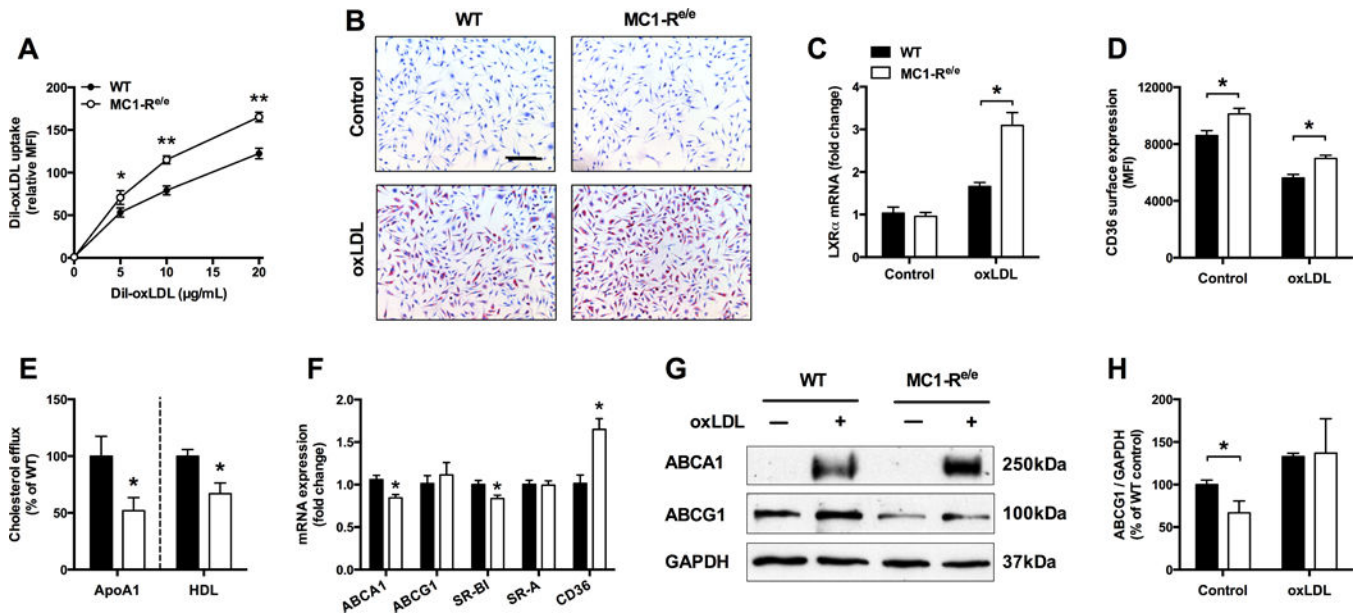 A
WT
MC1-Re/e
200
150
100
50
0
Dil-oxLDL uptake
(relative MFI)
*
**
**
0
5
10
15
20
Dil-oxLDL (µg/mL)
B
WT
MC1-Re/e
Control
oxLDL
C
WT
MC1-Re/e
LXRα mRNA (fold change)
4
3
2
1
0
*
Control
oxLDL
D
CD36 surface expression
(MFI)
12000
8000
4000
0
*
*
Control
oxLDL
E
Cholesterol efflux
(% of WT)
150
100
50
0
*
*
ApoA1
HDL
F
mRNA expression
(fold change)
2.0
1.5
1.0
0.5
0.0
*
*
*
ABCA1
ABCG1
SR-BI
SR-A
CD36
G
WT
MC1-Re/e
oxLDL
— + — +
ABCA1
250kDa
ABCG1
100kDa
GAPDH
37kDa
H
ABCG1 / GAPDH
(% of WT control)
200
150
100
50
0
*
Control
oxLDL